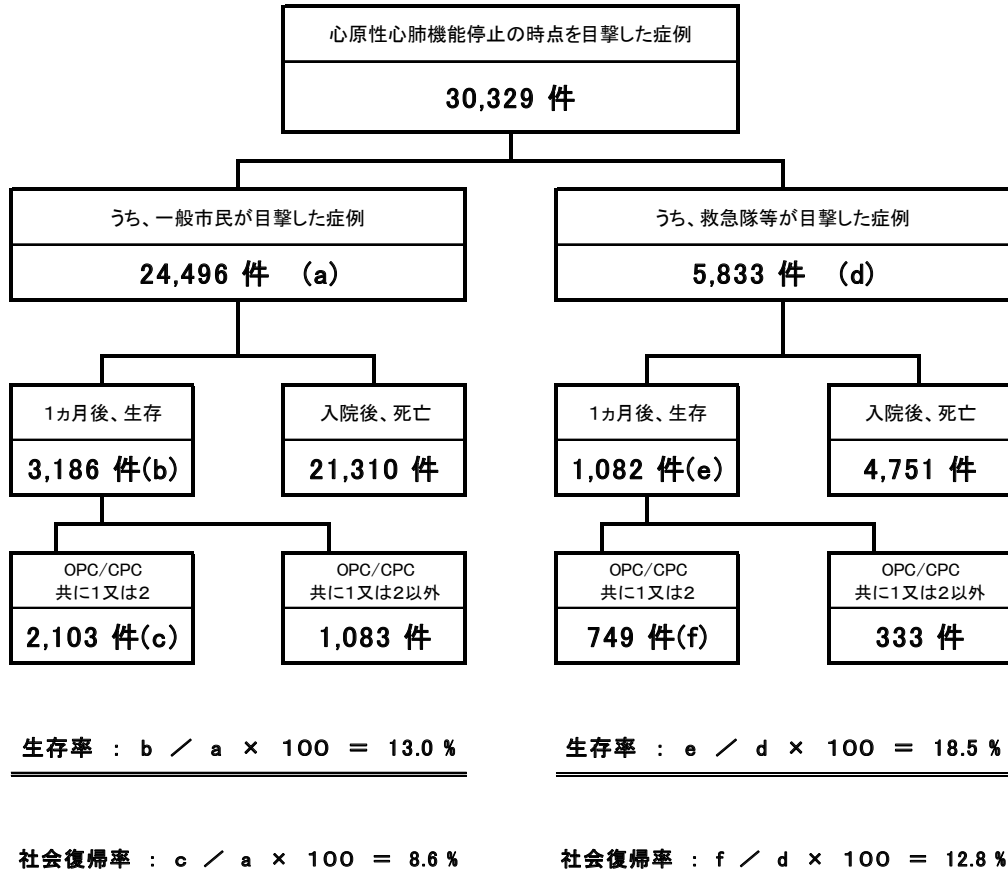 心原性心肺機能停止の時点を目撃した症例
30,329 件
うち、一般市民が目撃した症例
24,496 件 (a)
うち、救急隊等が目撃した症例
5,833 件 (d)
1ヵ月後、生存
3,186 件(b)
入院後、死亡
21,310 件
1ヵ月後、生存
1,082 件(e)
入院後、死亡
4,751 件
OPC/CPC
共に1又は2
2,103 件(c)
OPC/CPC
共に1又は2以外
1,083 件
OPC/CPC
共に1又は2
749 件(f)
OPC/CPC
共に1又は2以外
333 件
生存率 : b / a × 100 = 13.0 %
生存率 : e / d × 100 = 18.5 %
社会復帰率 : c / a × 100 = 8.6 %
社会復帰率 : f / d × 100 = 12.8 %